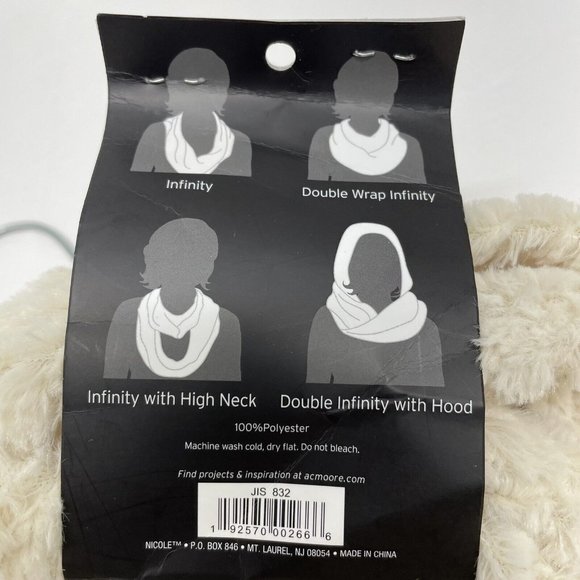 Infinity
Double Wrap Infinity
Infinity with High Neck
Double Infinity with Hood
100%Polyester
Machine wash cold, dry flat. Do not bleach.
Find projects & inspiration at acmoore.com
JIS 832
1 92570 00266 6
NICOLE™ • P.O. BOX 846 • MT. LAUREL, NJ 08054 • MADE IN CHINA